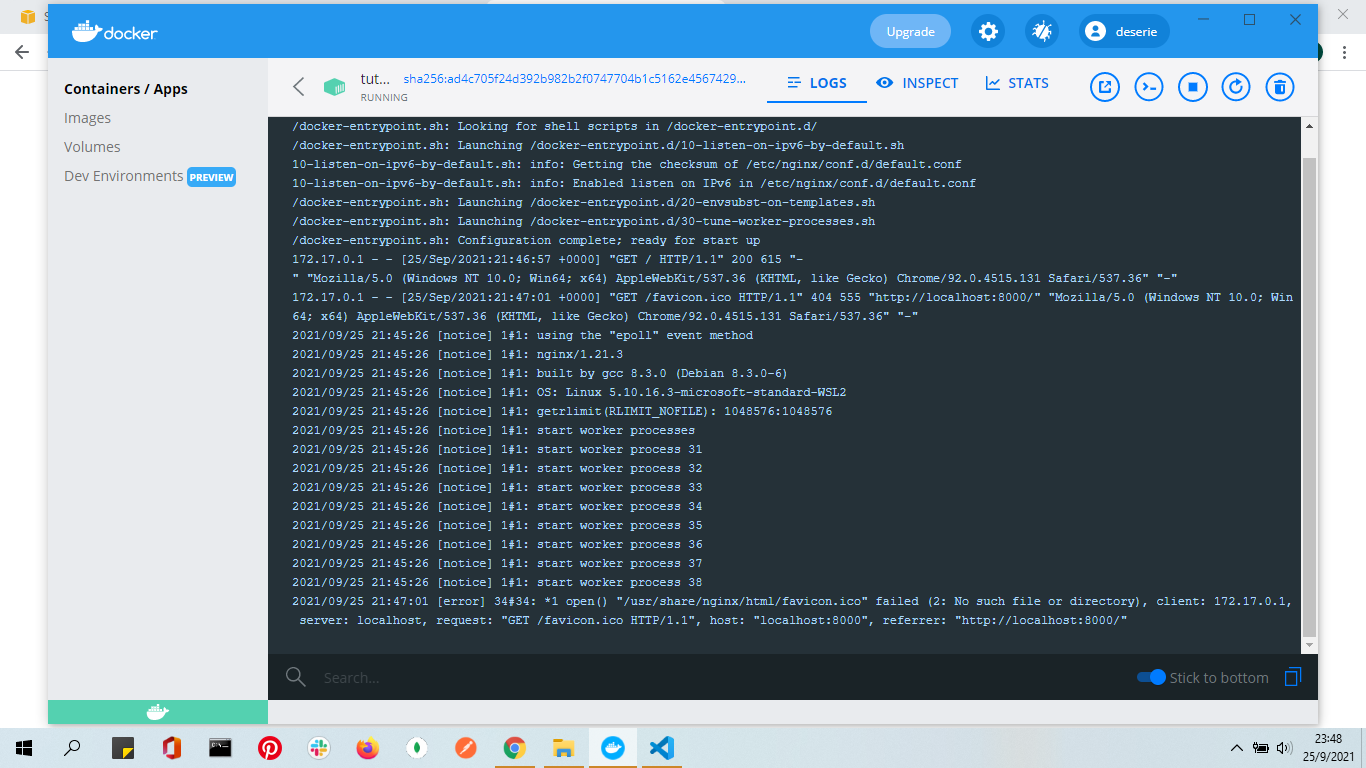 docker
Upgrade
deserie
Containers / Apps
Images
Volumes
Dev Environments PREVIEW
tut... sha256:ad4c705f24d392b982b2f0747704b1c5162e4567429...
RUNNING
LOGS
INSPECT
STATS
/docker-entrypoint.sh: Looking for shell scripts in /docker-entrypoint.d/
/docker-entrypoint.sh: Launching /docker-entrypoint.d/10-listen-on-ipv6-by-default.sh
10-listen-on-ipv6-by-default.sh: info: Getting the checksum of /etc/nginx/conf.d/default.conf
10-listen-on-ipv6-by-default.sh: info: Enabled listen on IPv6 in /etc/nginx/conf.d/default.conf
/docker-entrypoint.sh: Launching /docker-entrypoint.d/20-envsubst-on-templates.sh
/docker-entrypoint.sh: Launching /docker-entrypoint.d/30-tune-worker-processes.sh
/docker-entrypoint.sh: Configuration complete; ready for start up
172.17.0.1 - - [25/Sep/2021:21:46:57 +0000] "GET / HTTP/1.1" 200 615 "-
" "Mozilla/5.0 (Windows NT 10.0; Win64; x64) AppleWebKit/537.36 (KHTML, like Gecko) Chrome/92.0.4515.131 Safari/537.36" "-"
172.17.0.1 - - [25/Sep/2021:21:47:01 +0000] "GET /favicon.ico HTTP/1.1" 404 555 "http://localhost:8000/" "Mozilla/5.0 (Windows NT 10.0; Win
64; x64) AppleWebKit/537.36 (KHTML, like Gecko) Chrome/92.0.4515.131 Safari/537.36" "-"
2021/09/25 21:45:26 [notice] 1#1: using the "epoll" event method
2021/09/25 21:45:26 [notice] 1#1: nginx/1.21.3
2021/09/25 21:45:26 [notice] 1#1: built by gcc 8.3.0 (Debian 8.3.0-6)
2021/09/25 21:45:26 [notice] 1#1: OS: Linux 5.10.16.3-microsoft-standard-WSL2
2021/09/25 21:45:26 [notice] 1#1: getrlimit(RLIMIT_NOFILE): 1048576:1048576
2021/09/25 21:45:26 [notice] 1#1: start worker processes
2021/09/25 21:45:26 [notice] 1#1: start worker process 31
2021/09/25 21:45:26 [notice] 1#1: start worker process 32
2021/09/25 21:45:26 [notice] 1#1: start worker process 33
2021/09/25 21:45:26 [notice] 1#1: start worker process 34
2021/09/25 21:45:26 [notice] 1#1: start worker process 35
2021/09/25 21:45:26 [notice] 1#1: start worker process 36
2021/09/25 21:45:26 [notice] 1#1: start worker process 37
2021/09/25 21:45:26 [notice] 1#1: start worker process 38
2021/09/25 21:47:01 [error] 34#34: *1 open() "/usr/share/nginx/html/favicon.ico" failed (2: No such file or directory), client: 172.17.0.1,
server: localhost, request: "GET /favicon.ico HTTP/1.1", host: "localhost:8000", referrer: "http://localhost:8000/"
Search...
Stick to bottom
23:48
25/9/2021